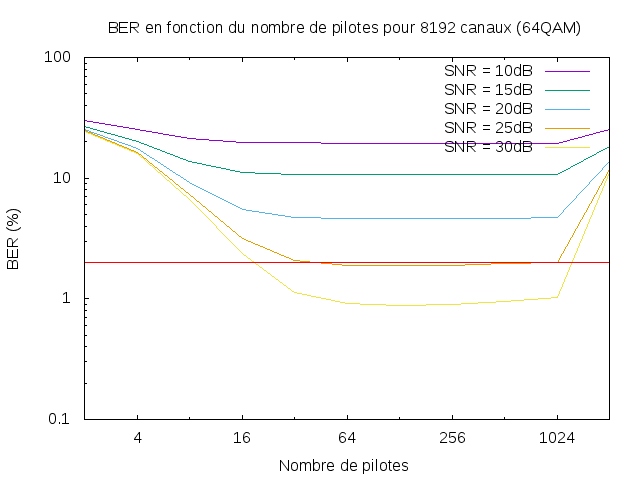 BER en fonction du nombre de pilotes pour 8192 canaux (64QAM)
100
SNR = 10dB
SNR = 15dB
SNR = 20dB
SNR = 25dB
SNR = 30dB
10
BER (%)
1
0.1
4 16 64 256 1024
Nombre de pilotes